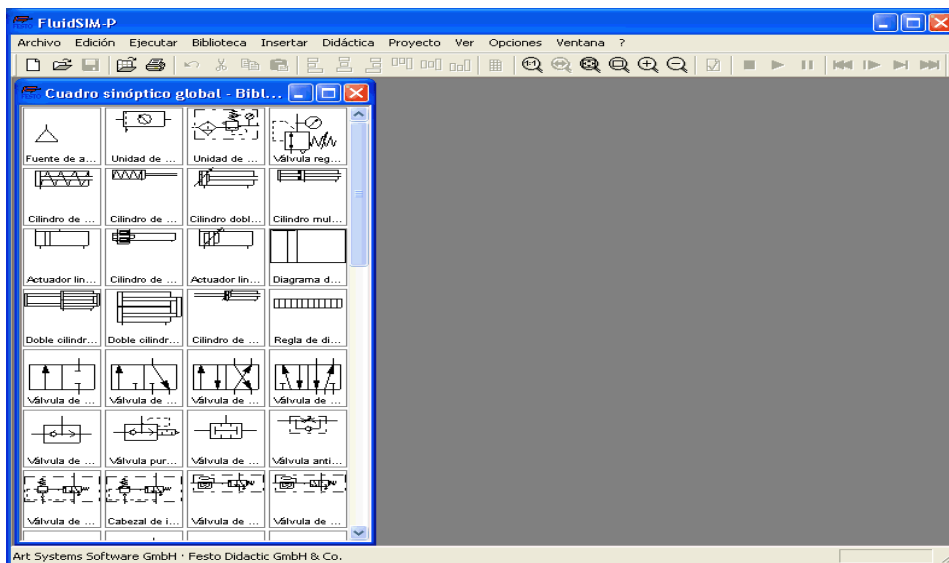 FluidSIM-P
Archivo Edición Ejecutar Biblioteca Insertar Didáctica Proyecto Ver Opciones Ventana ?
1:1
Cuadro sinóptico global - Bibl...
Fuente de a... Unidad de ... Unidad de ... Válvula reg...
Cilindro de ... Cilindro de ... Cilindro dobl... Cilindro mul...
Actuador lin... Cilindro de ... Actuador lin... Diagrama d...
Doble cilindr... Doble cilindr... Cilindro de ... Regla de di...
Válvula de ... Válvula de ... Válvula de ... Válvula de ...
Válvula de ... Válvula pur... Válvula de ... Válvula anti...
Válvula de ... Cabezal de i... Válvula de ... Válvula de ...
Art Systems Software GmbH · Festo Didactic GmbH & Co.